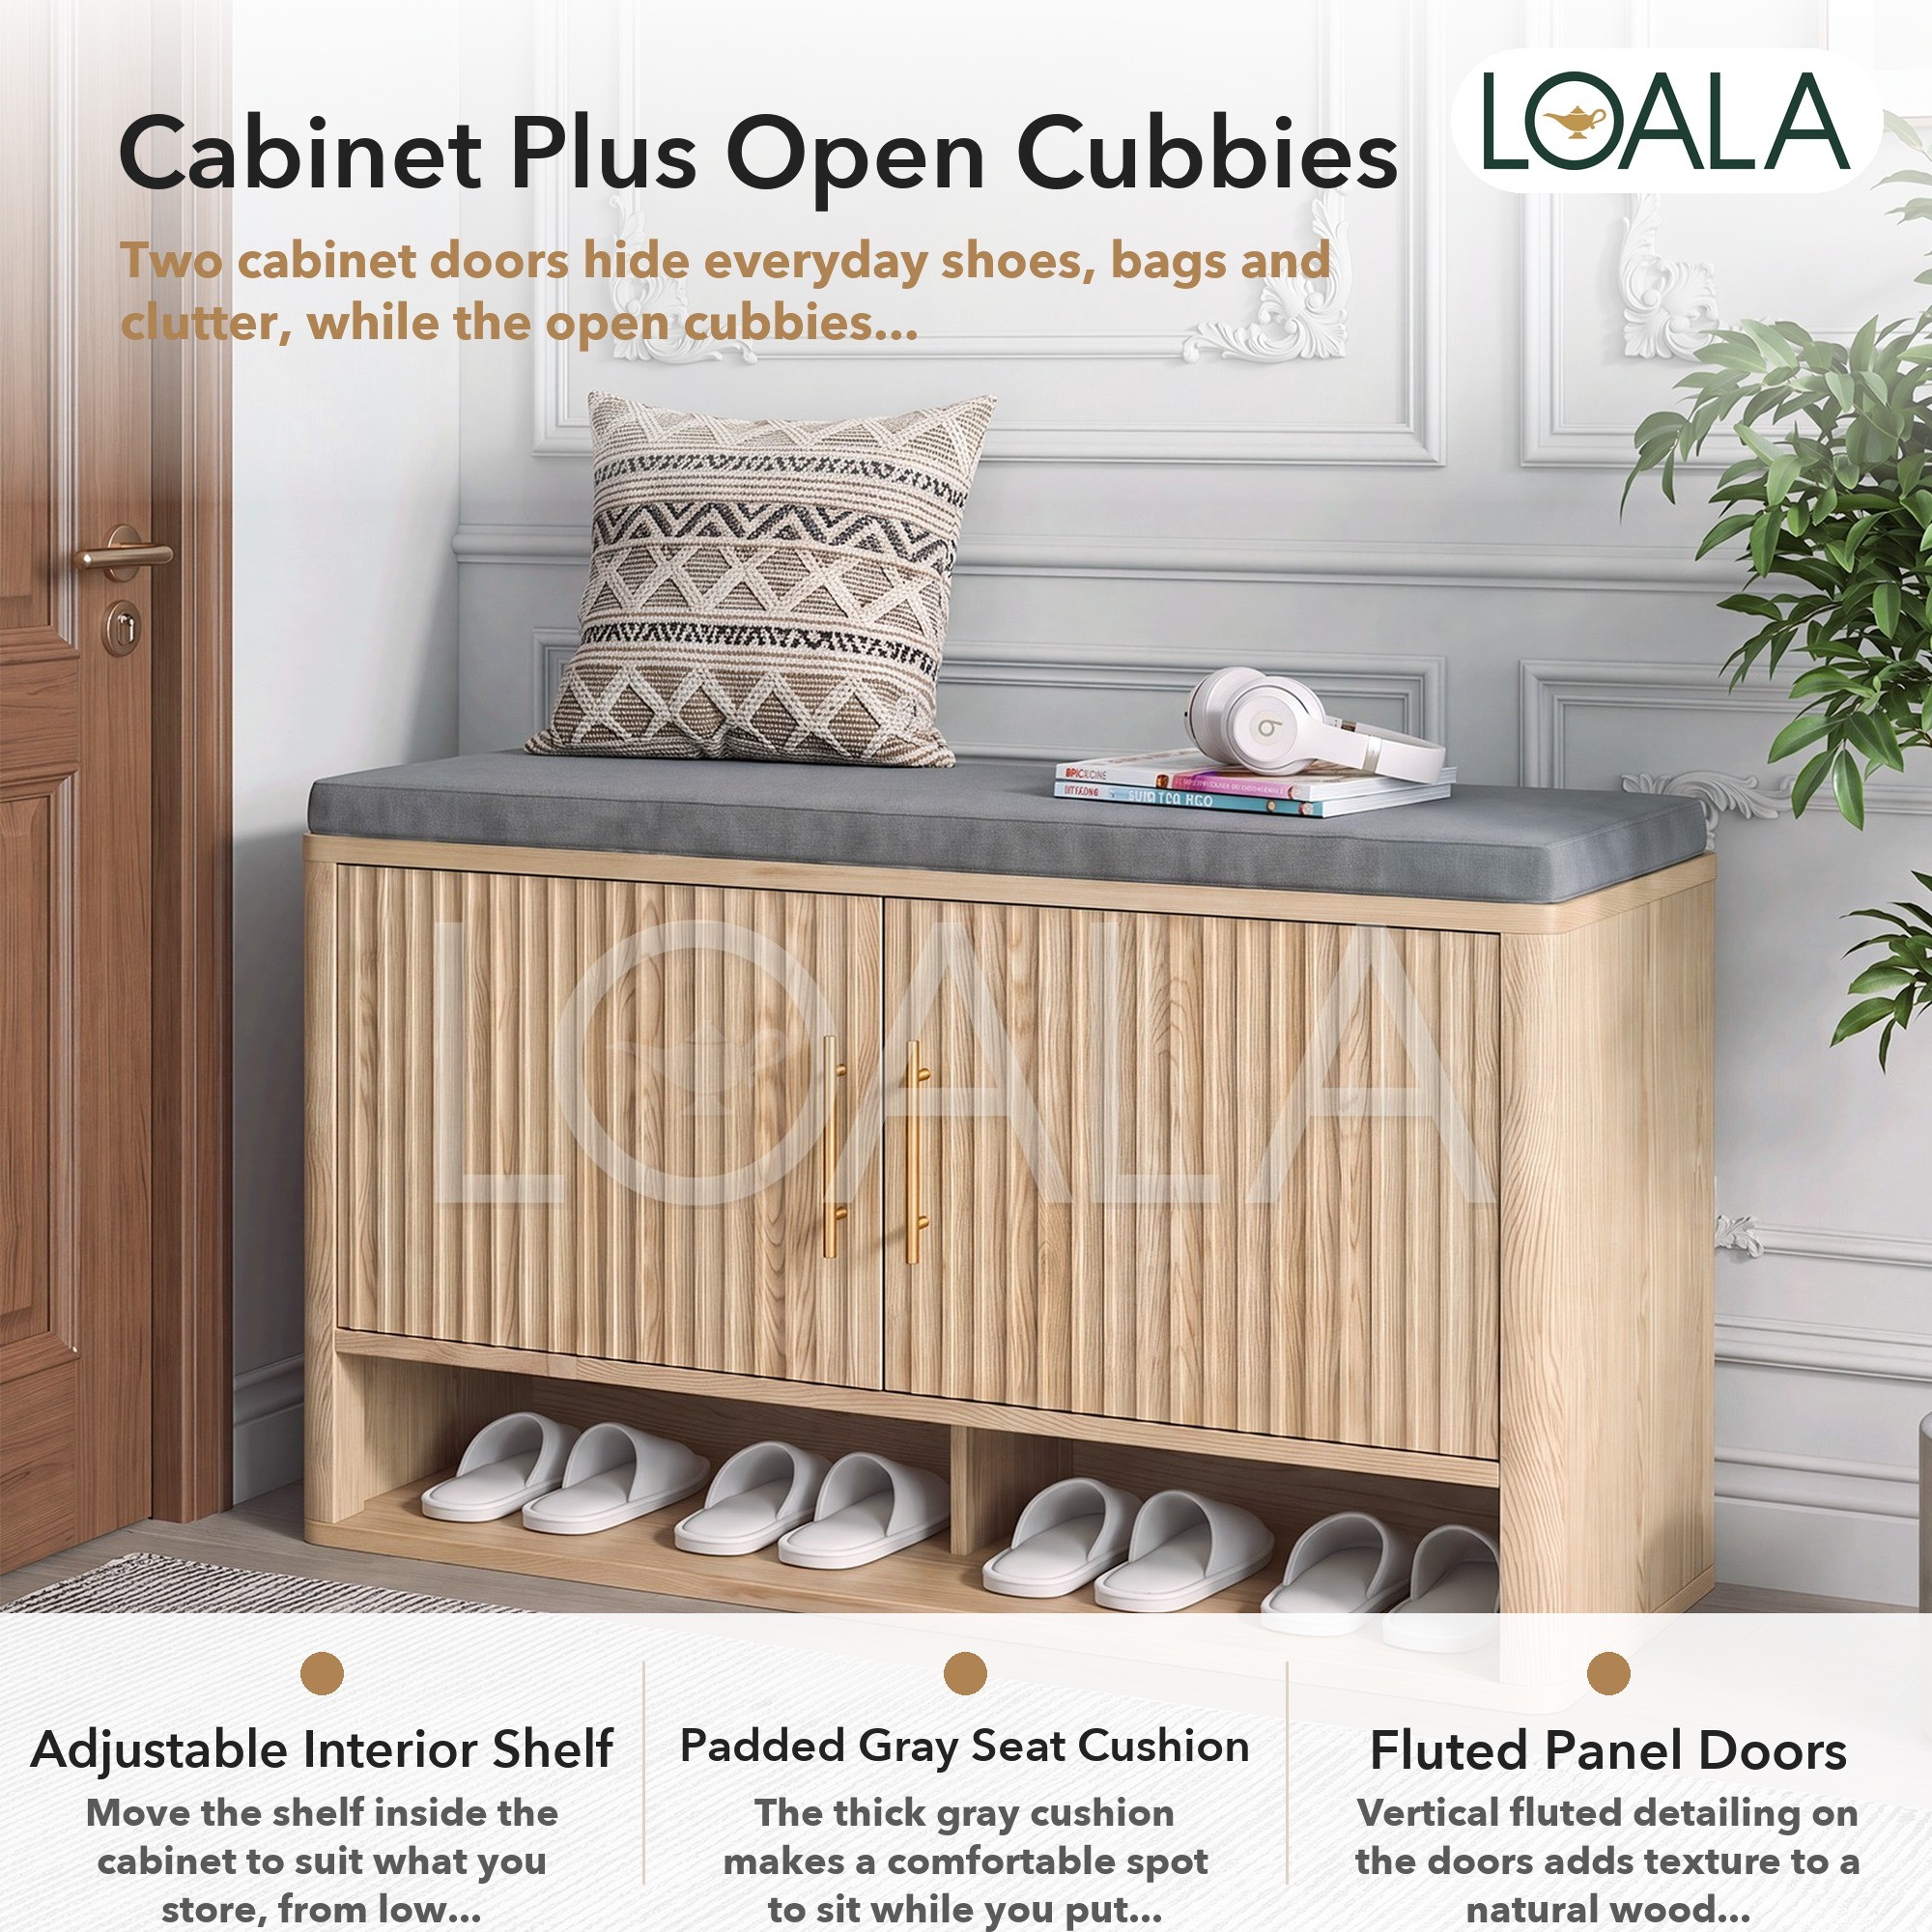 LOALA
Cabinet Plus Open Cubbies
Two cabinet doors hide everyday shoes, bags and
clutter, while the open cubbies...
LOALA
Adjustable Interior Shelf
Move the shelf inside the
cabinet to suit what you
store, from low...
Padded Gray Seat Cushion
The thick gray cushion
makes a comfortable spot
to sit while you put...
Fluted Panel Doors
Vertical fluted detailing on
the doors adds texture to a
natural wood...